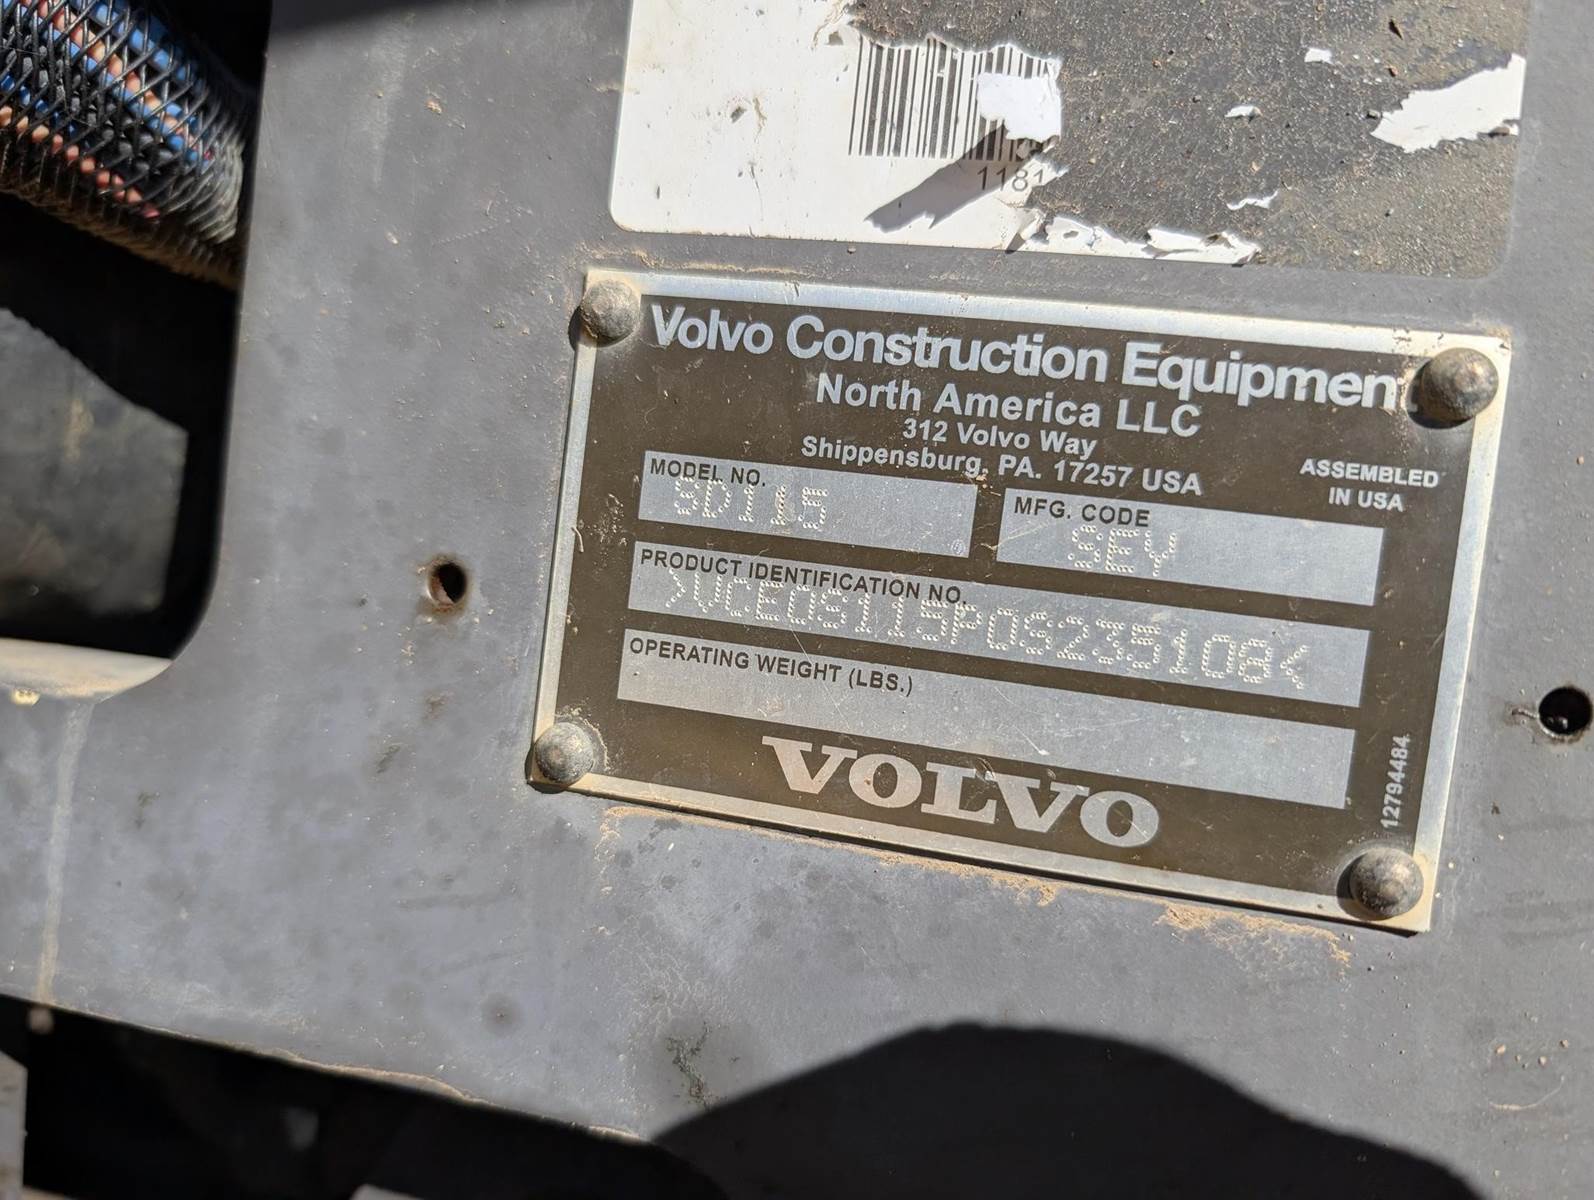 1181
Volvo Construction Equipmen
North America LLC
312 Volvo Way
Shippensburg, PA. 17257 USA
ASSEMBLED
IN USA
MODEL NO.
SD115
MFG. CODE
SEY
PRODUCT IDENTIFICATION NO.
>VCE0S115P0S235108<
OPERATING WEIGHT (LBS.)
VOLVO
12794484